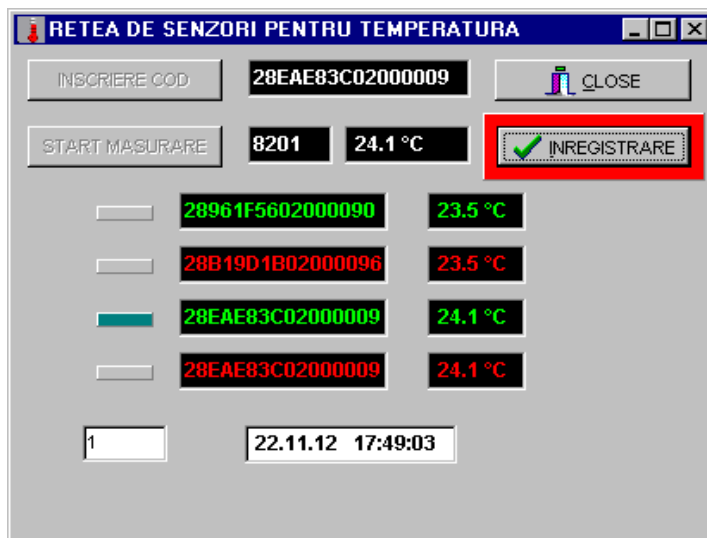 RETEA DE SENZORI PENTRU TEMPERATURA
INSCRIERE COD 28EAE83C02000009 CLOSE
START MASURARE 8201 24.1 °C INREGISTRARE
28961F5602000090 23.5 °C
28B19D1B02000096 23.5 °C
28EAE83C02000009 24.1 °C
28EAE83C02000009 24.1 °C
1 22.11.12 17:49:03